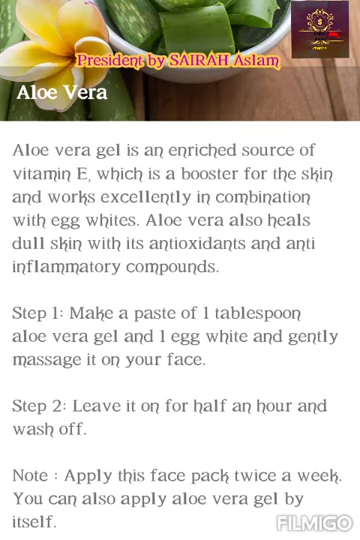 President by SAIRAH Aslam
Aloe Vera
Aloe vera gel is an enriched source of
vitamin E, which is a booster for the skin
and works excellently in combination
with egg whites. Aloe vera also heals
dull skin with its antioxidants and anti
inflammatory compounds.
Step 1: Make a paste of 1 tablespoon
aloe vera gel and 1 egg white and gently
massage it on your face.
Step 2: Leave it on for half an hour and
wash off.
Note : Apply this face pack twice a week.
You can also apply aloe vera gel by
itself.
FILMIGO